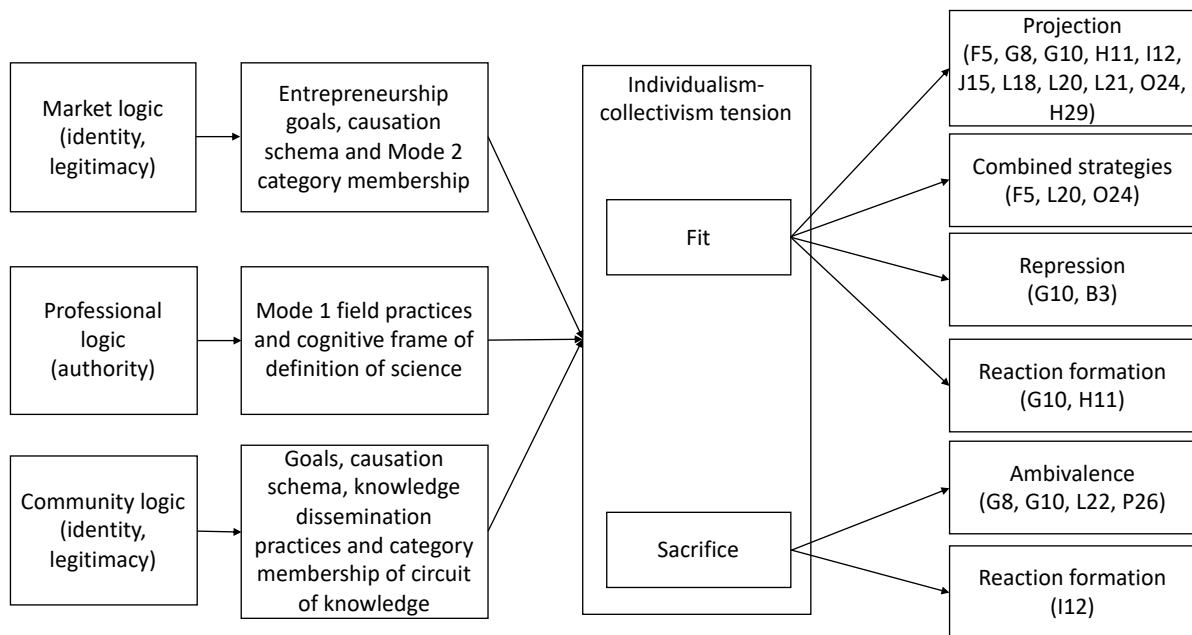 Market logic
(identity,
legitimacy)
Entrepreneurship
goals, causation
schema and Mode 2
category membership
Professional
logic
(authority)
Mode 1 field practices
and cognitive frame of
definition of science
Community logic
(identity,
legitimacy)
Goals, causation
schema, knowledge
dissemination
practices and category
membership of circuit
of knowledge
Individualism-
collectivism tension
Fit
Sacrifice
Projection
(F5, G8, G10, H11, I12,
J15, L18, L20, L21, O24,
H29)
Combined strategies
(F5, L20, O24)
Repression
(G10, B3)
Reaction formation
(G10, H11)
Ambivalence
(G8, G10, L22, P26)
Reaction formation
(I12)